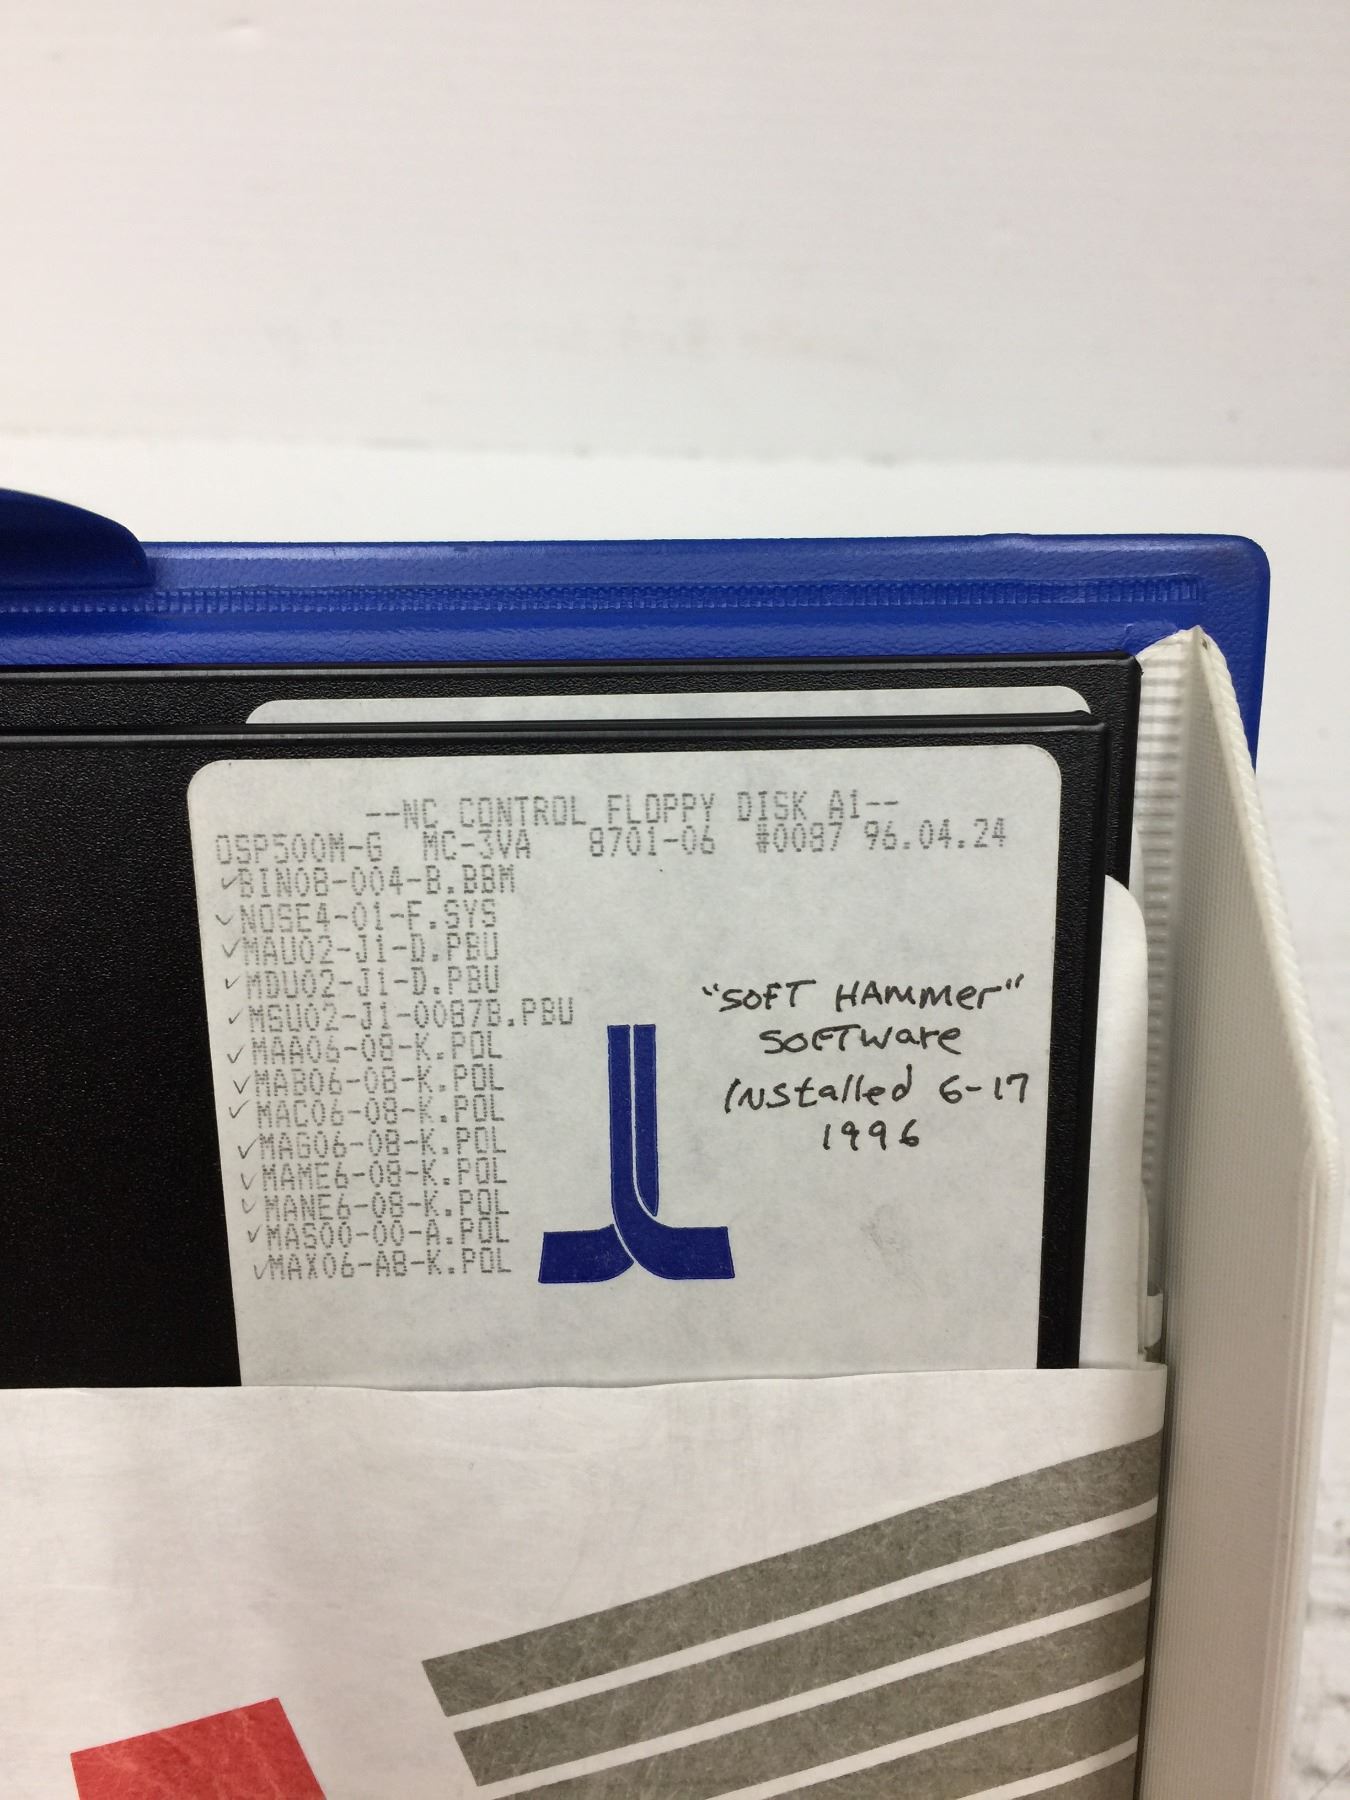 --NC CONTROL FLOPPY DISK A1--
OSP500M-G MC-3VA 8701-06 #0087 96.04.24
✓BIN0B-004-B.BBM
✓NOSE4-01-F.SYS
✓MAU02-J1-D.PBU
✓MDU02-J1-D.PBU
✓MSU02-J1-0087B.PBU
✓MAA06-08-K.POL
✓MAB06-08-K.POL
✓MAC06-08-K.POL
✓MAG06-08-K.POL
✓MAME6-08-K.POL
✓MANE6-08-K.POL
✓MAS00-00-A.POL
✓MAX06-A8-K.POL
"SOFT HAMMER"
SOFTWARE
INSTALLED 6-17
1996